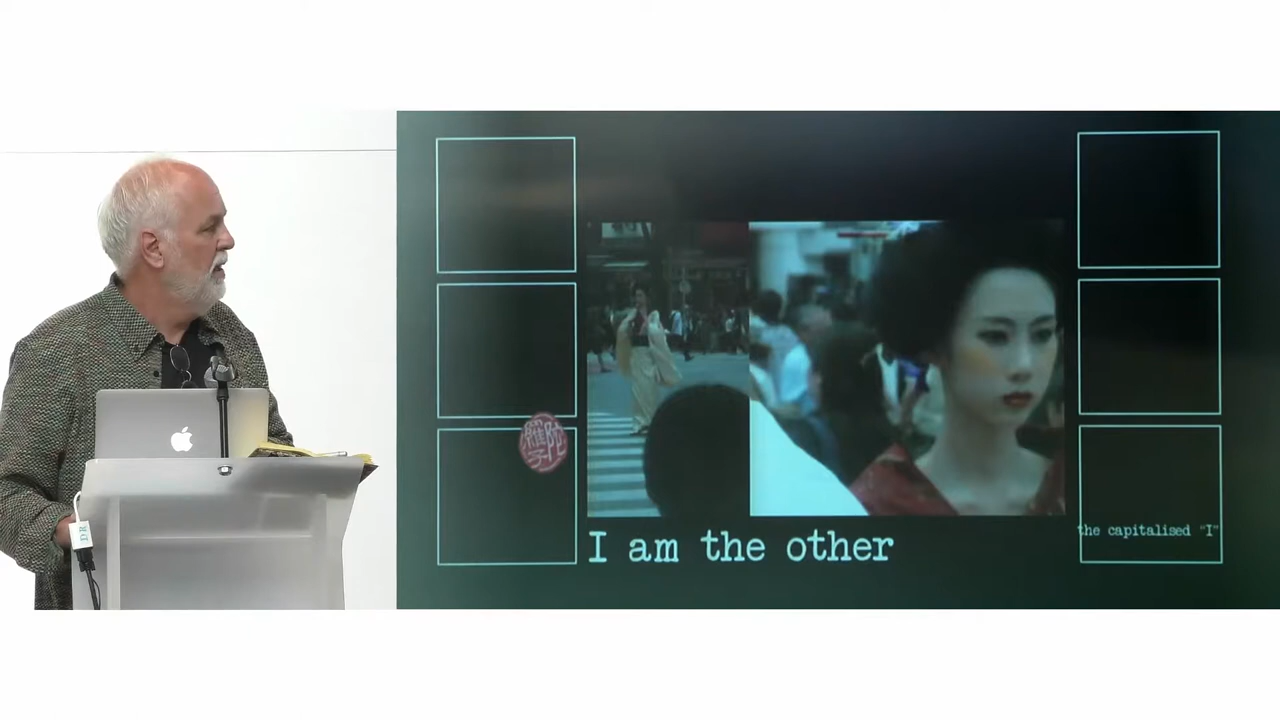 I am the other
the capitalised "I"